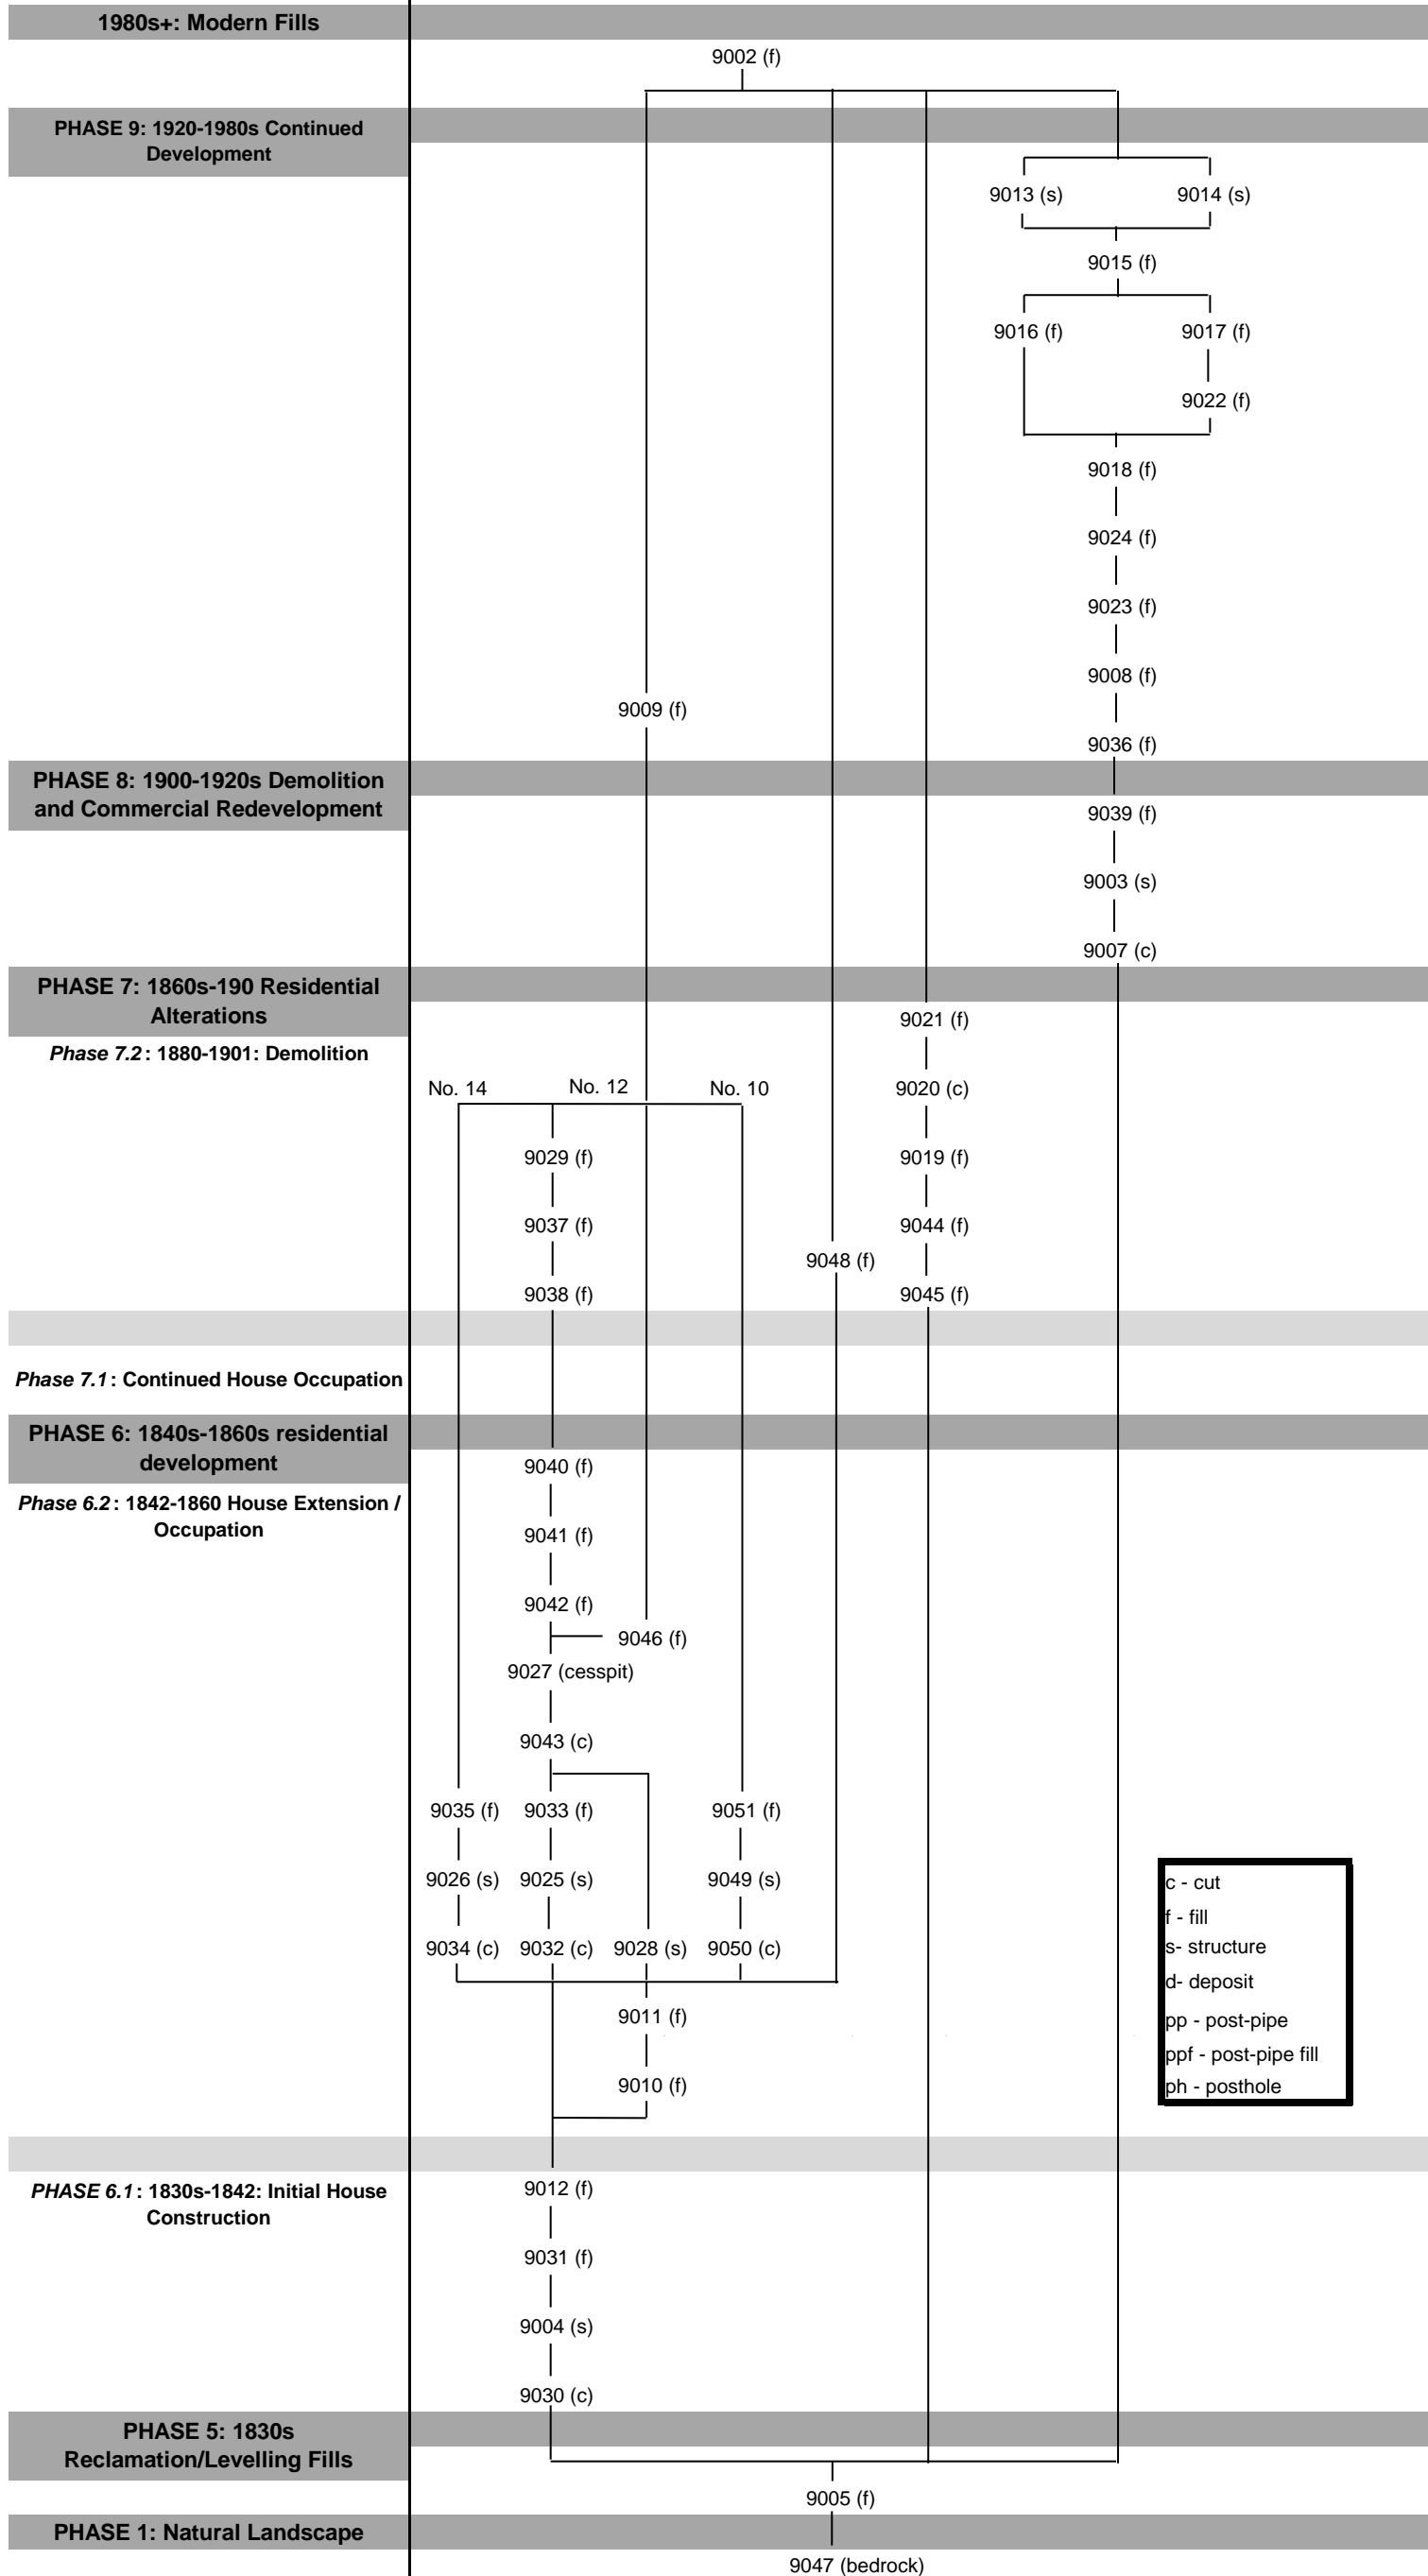 1980s+: Modern Fills
9002 (f)
PHASE 9: 1920-1980s Continued
Development
9013 (s) 9014 (s)
9015 (f)
9016 (f) 9017 (f)
9022 (f)
9018 (f)
9024 (f)
9023 (f)
9008 (f)
9009 (f)
9036 (f)
PHASE 8: 1900-1920s Demolition
and Commercial Redevelopment
9039 (f)
9003 (s)
9007 (c)
PHASE 7: 1860s-190 Residential
Alterations
9021 (f)
Phase 7.2: 1880-1901: Demolition
No. 14 No. 12 No. 10 9020 (c)
9029 (f) 9019 (f)
9037 (f) 9044 (f)
9048 (f)
9038 (f) 9045 (f)
Phase 7.1: Continued House Occupation
PHASE 6: 1840s-1860s residential
development
9040 (f)
Phase 6.2: 1842-1860 House Extension /
Occupation
9041 (f)
9042 (f)
9046 (f)
9027 (cesspit)
9043 (c)
9035 (f) 9033 (f) 9051 (f)
9026 (s) 9025 (s) 9049 (s)
9034 (c) 9032 (c) 9028 (s) 9050 (c)
9011 (f)
9010 (f)
c - cut
f - fill
s- structure
d- deposit
pp - post-pipe
ppf - post-pipe fill
ph - posthole
PHASE 6.1: 1830s-1842: Initial House
Construction
9012 (f)
9031 (f)
9004 (s)
9030 (c)
PHASE 5: 1830s
Reclamation/Levelling Fills
9005 (f)
PHASE 1: Natural Landscape
9047 (bedrock)